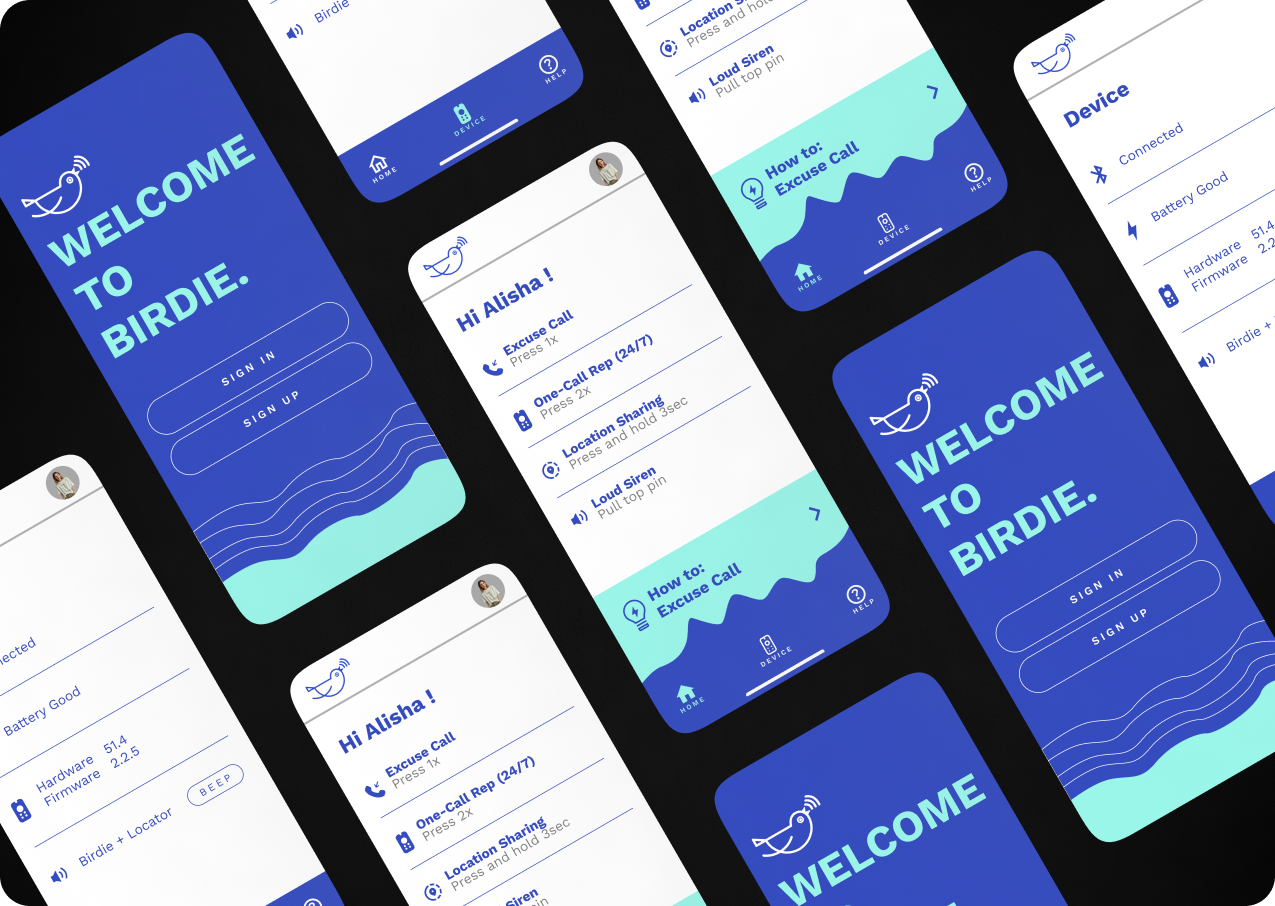 WELCOME
TO
BIRDIE.
SIGN IN
SIGN UP
Birdie
HOME
DEVICE
HELP
Location
Press and hold
Loud Siren
Pull top pin
How to:
Excuse Call
HOME
DEVICE
HELP
Device
Connected
Battery Good
Hardware 51.4
Firmware 2.2
Birdie +
Hi Alisha !
Excuse Call
Press 1x
One-Call Rep (24/7)
Press 2x
Location Sharing
Press and hold 3sec
Loud Siren
Pull top pin
How to:
Excuse Call
HOME
DEVICE
HELP
WELCOME
TO
BIRDIE.
SIGN IN
SIGN UP
nected
Battery Good
Hardware 51.4
Firmware 2.2.5
Birdie + Locator BEEP
Hi Alisha !
Excuse Call
Press 1x
One-Call Rep (24/7)
Press 2x
Location Sharing
Press and hold 3sec
Siren
pin
WELCOME